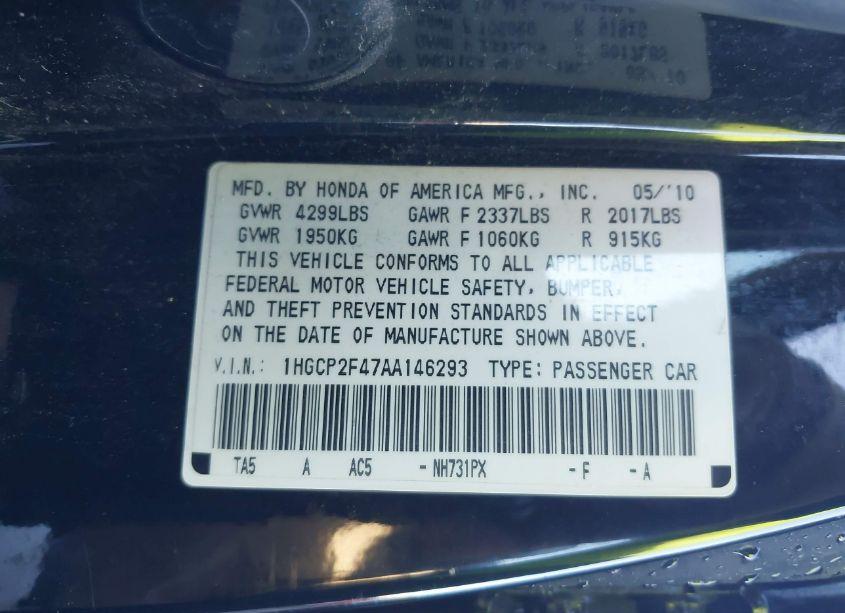 MFD. BY HONDA OF AMERICA MFG., INC. 05/'10
GVWR 4299LBS GAWR F 2337LBS R 2017LBS
GVWR 1950KG GAWR F 1060KG R 915KG
THIS VEHICLE CONFORMS TO ALL APPLICABLE
FEDERAL MOTOR VEHICLE SAFETY, BUMPER,
AND THEFT PREVENTION STANDARDS IN EFFECT
ON THE DATE OF MANUFACTURE SHOWN ABOVE.
V.I.N.: 1HGCP2F47AA146293 TYPE: PASSENGER CAR
TA5 A AC5 -NH731PX -F -A